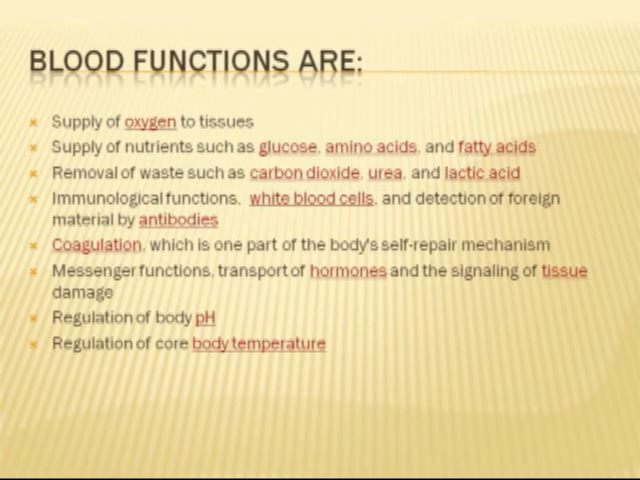 BLOOD FUNCTIONS ARE:
Supply of oxygen to tissues
Supply of nutrients such as glucose, amino acids, and fatty acids
Removal of waste such as carbon dioxide, urea, and lactic acid
Immunological functions, white blood cells, and detection of foreign
material by antibodies
Coagulation, which is one part of the body's self-repair mechanism
Messenger functions, transport of hormones and the signaling of tissue
damage
Regulation of body pH
Regulation of core body temperature